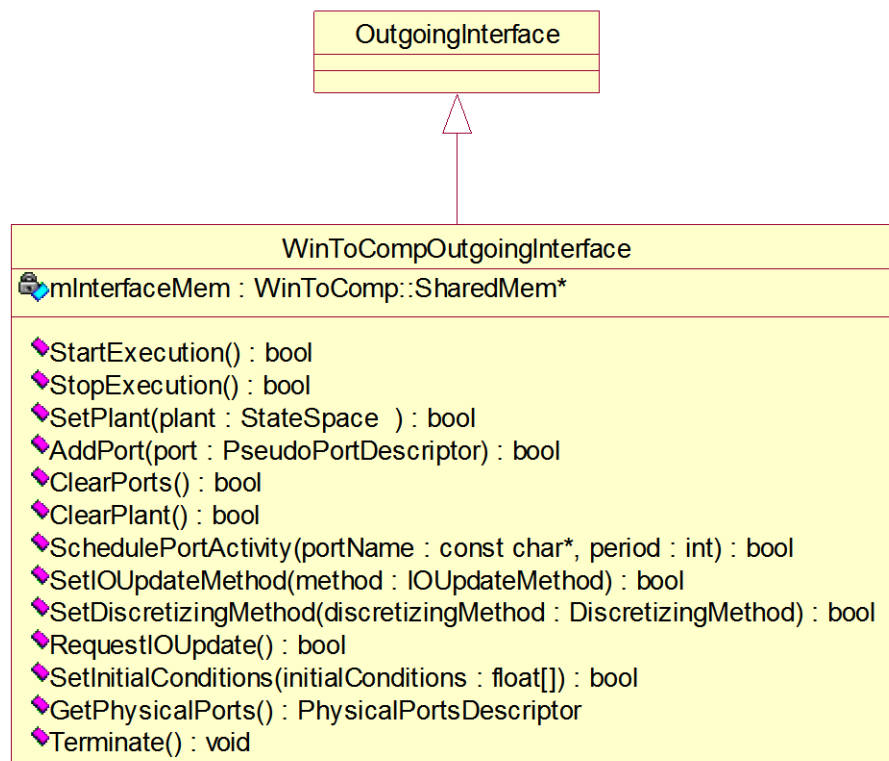 OutgoingInterface
WinToCompOutgoingInterface
mInterfaceMem : WinToComp::SharedMem*
StartExecution() : bool
StopExecution() : bool
SetPlant(plant : StateSpace  ) : bool
AddPort(port : PseudoPortDescriptor) : bool
ClearPorts() : bool
ClearPlant() : bool
SchedulePortActivity(portName : const char*, period : int) : bool
SetIOUpdateMethod(method : IOUpdateMethod) : bool
SetDiscretizingMethod(discretizingMethod : DiscretizingMethod) : bool
RequestIOUpdate() : bool
SetInitialConditions(initialConditions : float[]) : bool
GetPhysicalPorts() : PhysicalPortsDescriptor
Terminate() : void